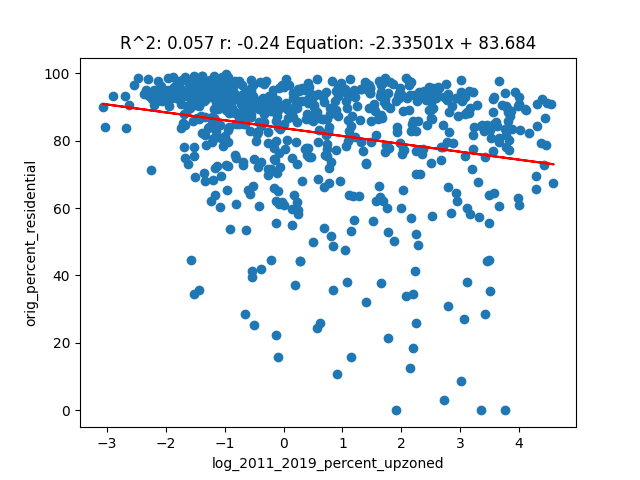 R^2: 0.057 r: -0.24 Equation: -2.33501x + 83.684
100
80
60
40
20
0
orig_percent_residential
−3 −2 −1 0 1 2 3 4
log_2011_2019_percent_upzoned